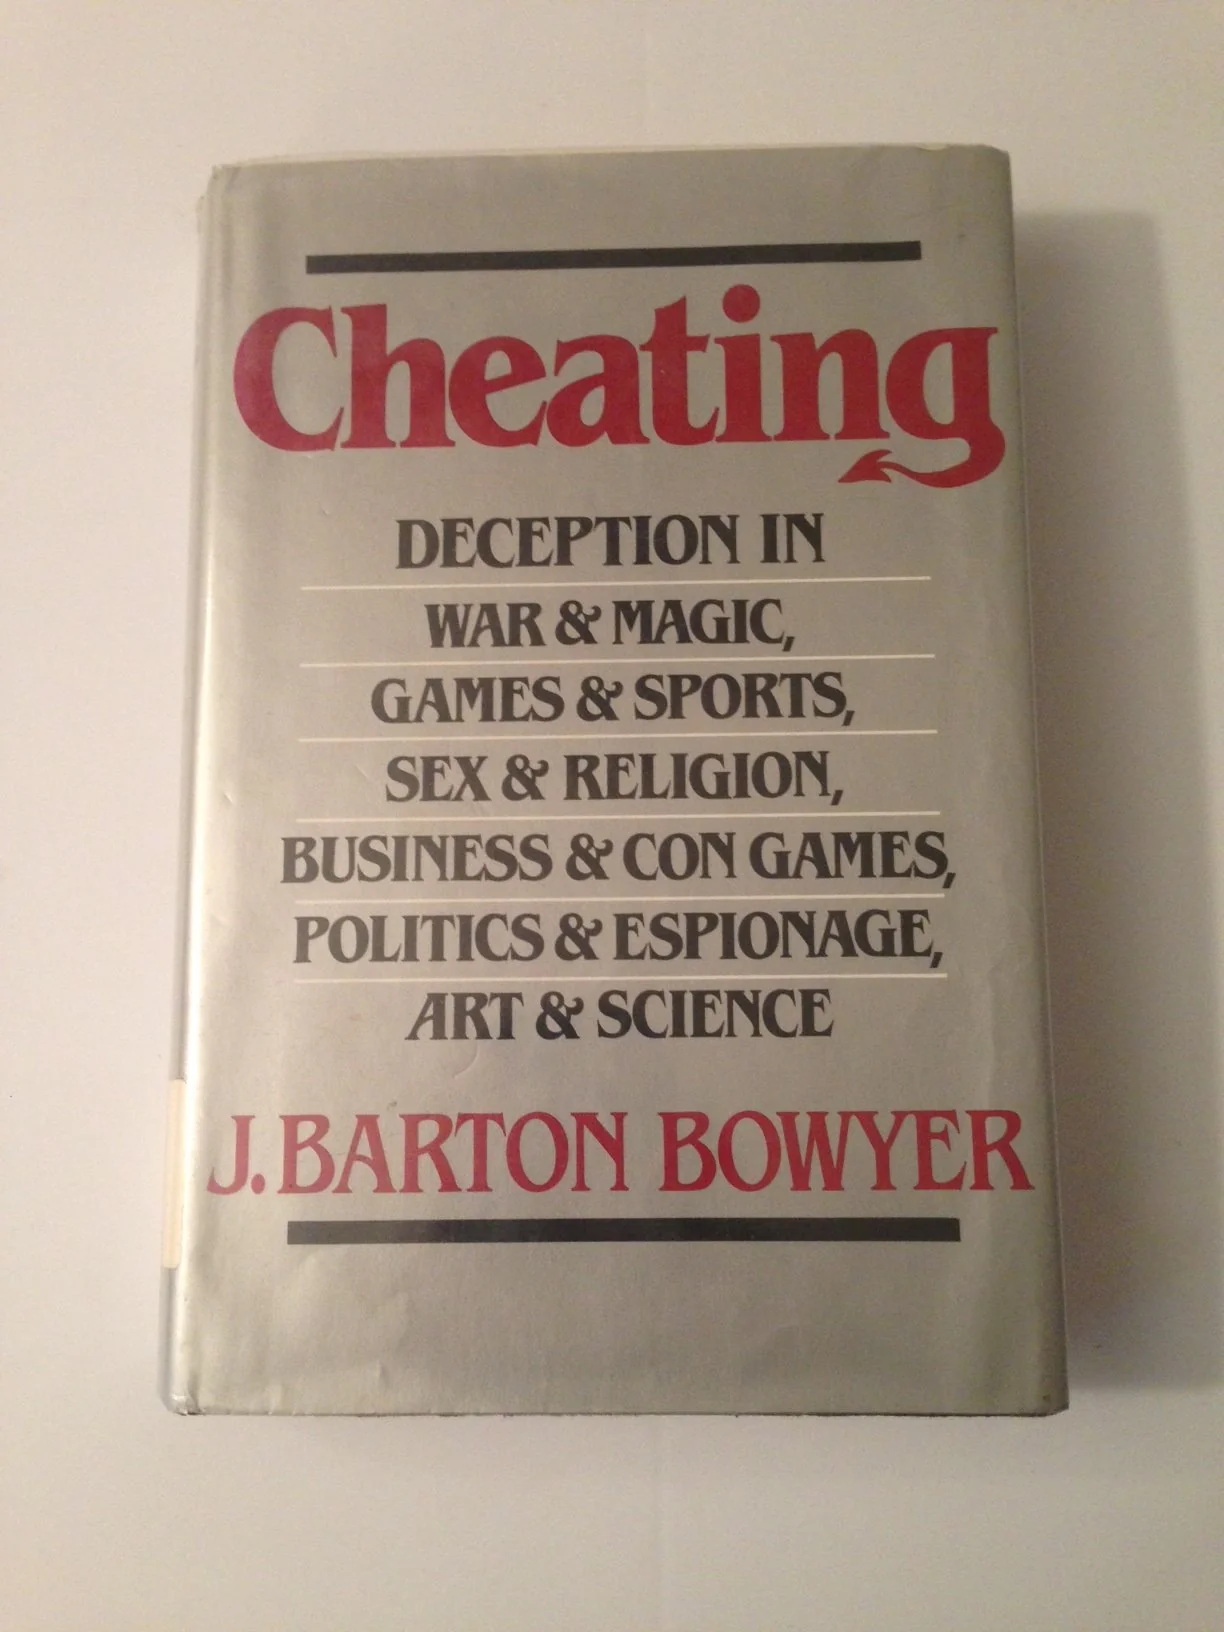 Cheating
DECEPTION IN
WAR & MAGIC,
GAMES & SPORTS,
SEX & RELIGION,
BUSINESS & CON GAMES,
POLITICS & ESPIONAGE,
ART & SCIENCE
J. BARTON BOWYER